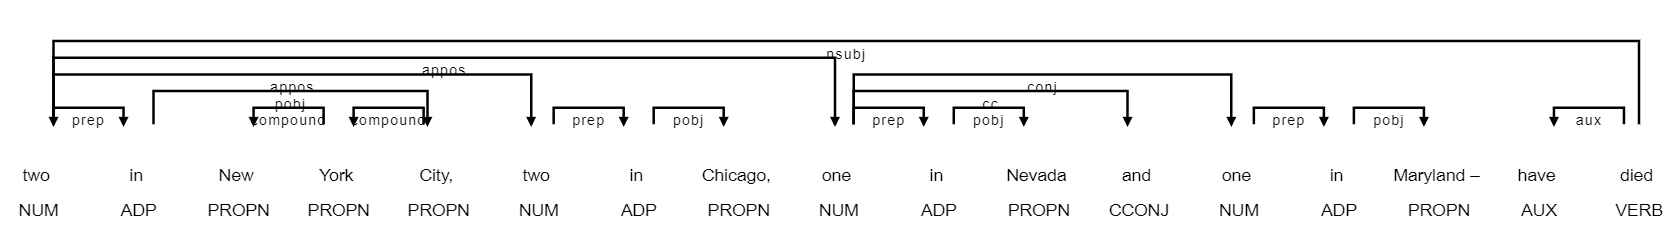 nsubj
appos
appos conj
pobj cc
prep compound compound prep pobj prep pobj prep pobj aux
two in New York City, two in Chicago, one in Nevada and one in Maryland – have died
NUM ADP PROPN PROPN PROPN NUM ADP PROPN NUM ADP PROPN CCONJ NUM ADP PROPN AUX VERB